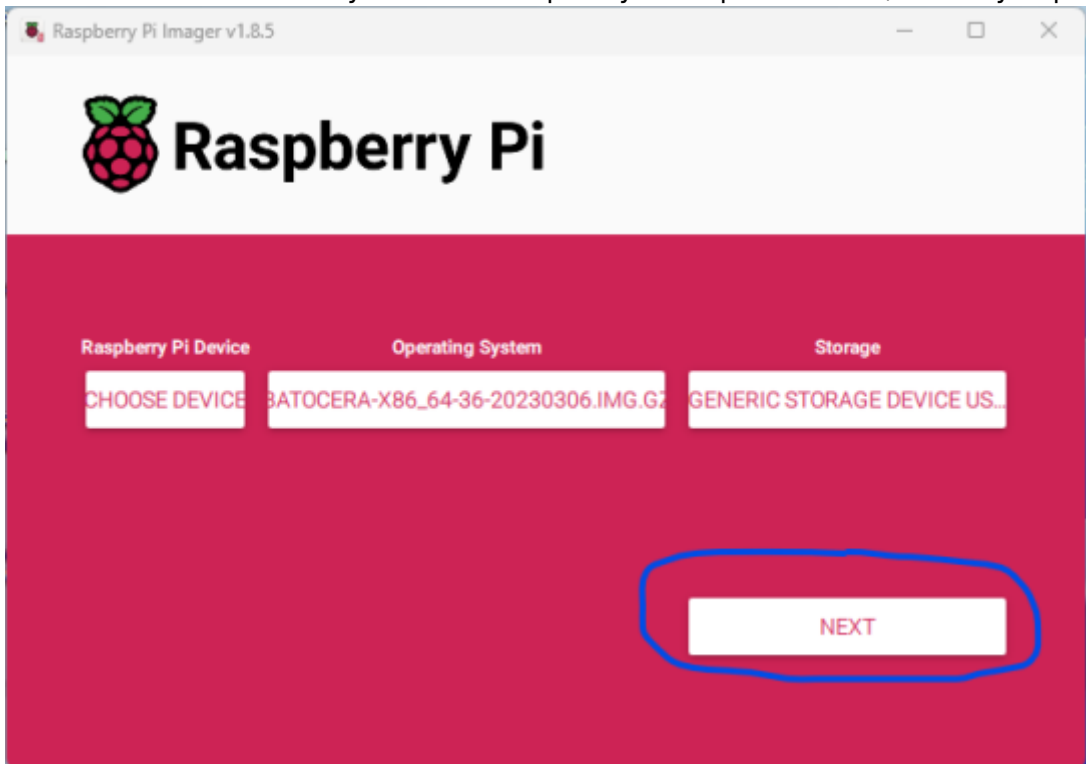 Raspberry Pi Imager v1.8.5
Raspberry Pi
Raspberry Pi Device Operating System Storage
CHOOSE DEVICE BATOCERA-X86_64-36-20230306.IMG.GZ GENERIC STORAGE DEVICE US...
NEXT